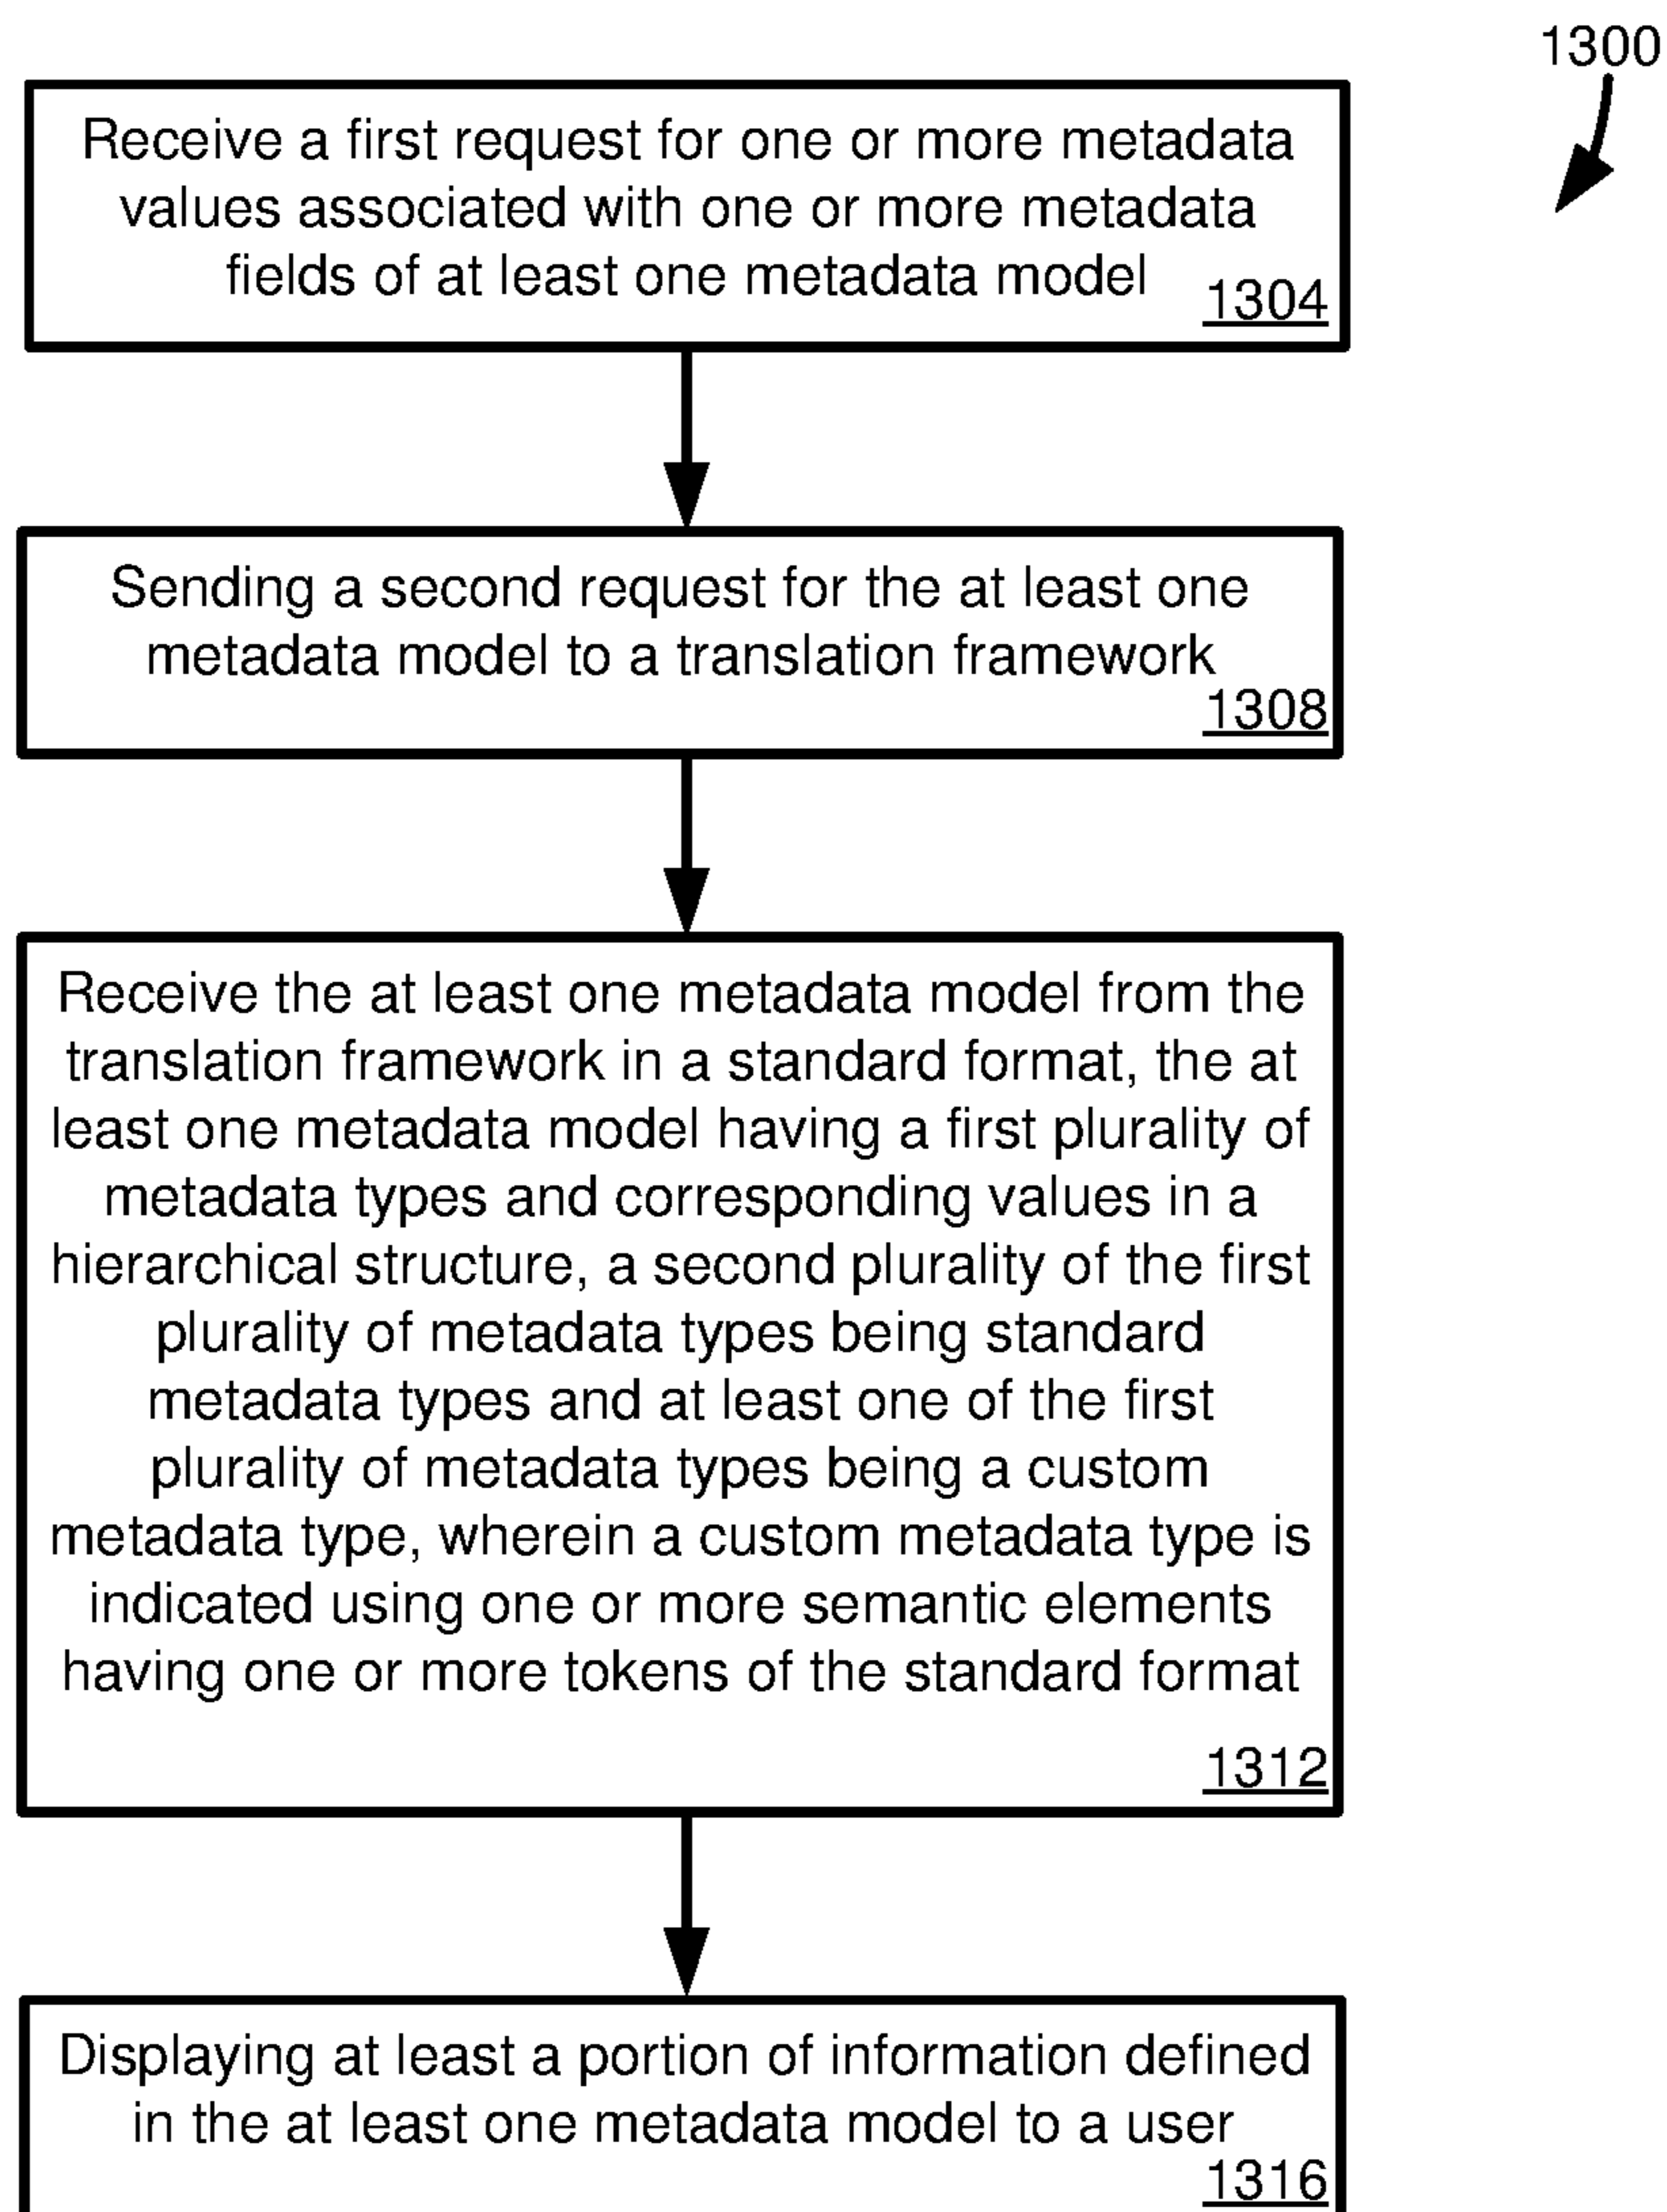 1300
Receive a first request for one or more metadata
values associated with one or more metadata
fields of at least one metadata model
1304
Sending a second request for the at least one
metadata model to a translation framework
1308
Receive the at least one metadata model from the
translation framework in a standard format, the at
least one metadata model having a first plurality of
metadata types and corresponding values in a
hierarchical structure, a second plurality of the first
plurality of metadata types being standard
metadata types and at least one of the first
plurality of metadata types being a custom
metadata type, wherein a custom metadata type is
indicated using one or more semantic elements
having one or more tokens of the standard format
1312
Displaying at least a portion of information defined
in the at least one metadata model to a user
1316